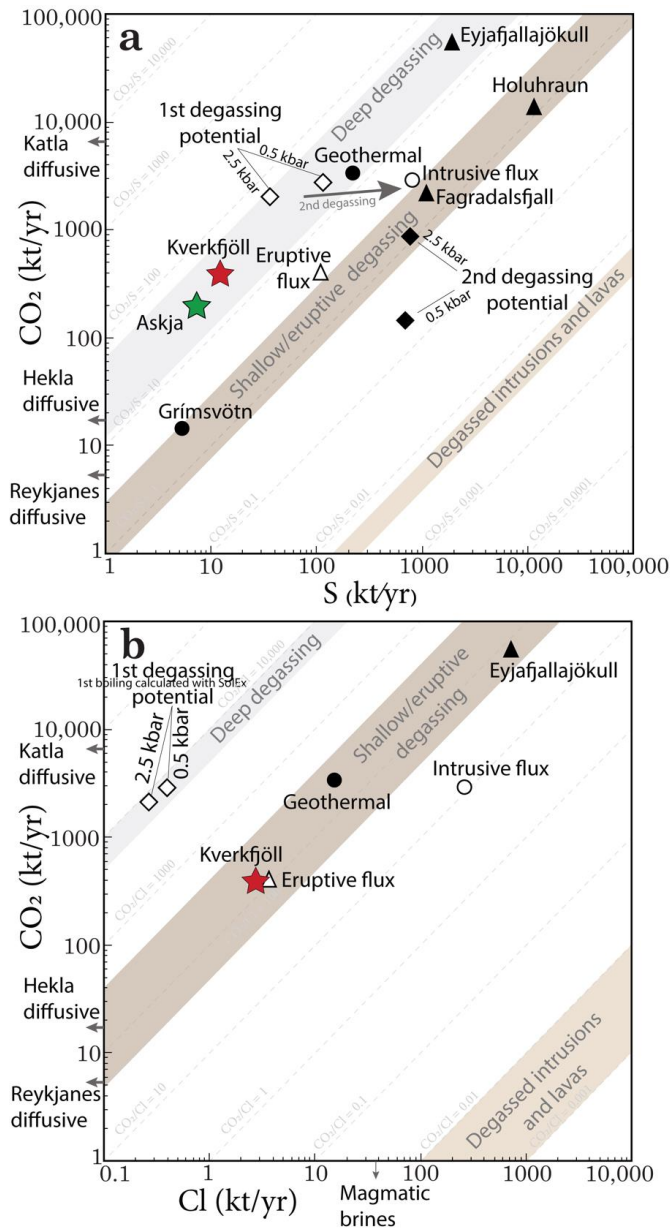 100,000
a
Eyjafallajökull
CO₂/S = 10,000
Deep degassing
Holuhraun
10,000
1st degassing
potential
Katla
diffusive
2.5 kbar
0.5 kbar
CO₂/S = 1000
Geothermal
Intrusive flux
2nd degassing
Fagradalsfjall
1000
Kverkfjöll
Eruptive
flux
2.5 kbar
2nd degassing
potential
0.5 kbar
CO₂/S = 100
CO₂ (kt/yr)
Askja
Shallow/eruptive degassing
Degassed intrusions and lavas
100
Hekla
diffusive
CO₂/S = 10
Grímsvötn
10
Reykjanes
diffusive
CO₂/S = 0.1
CO₂/S = 0.01
CO₂/S = 0.001
CO₂/S = 0.0001
1
1
10
100
1000
10,000
100,000
S (kt/yr)
100,000
b
CO₂/Cl = 10,000
1st degassing
1st boiling calculated with SolEx
potential
Deep degassing
Shallow/eruptive
degassing
Eyjafallajökull
10,000
Katla
diffusive
2.5 kbar
0.5 kbar
Intrusive flux
Geothermal
1000
CO₂/Cl = 1000
Kverkfjöll
Eruptive flux
CO₂ (kt/yr)
100
Hekla
diffusive
10
Reykjanes
diffusive
CO₂/Cl = 10
CO₂/Cl = 1
CO₂/Cl = 0.1
CO₂/Cl = 0.01
CO₂/Cl = 0.001
Degassed intrusions
and lavas
1
0.1
1
10
100
1000
10,000
Cl (kt/yr)
Magmatic
brines